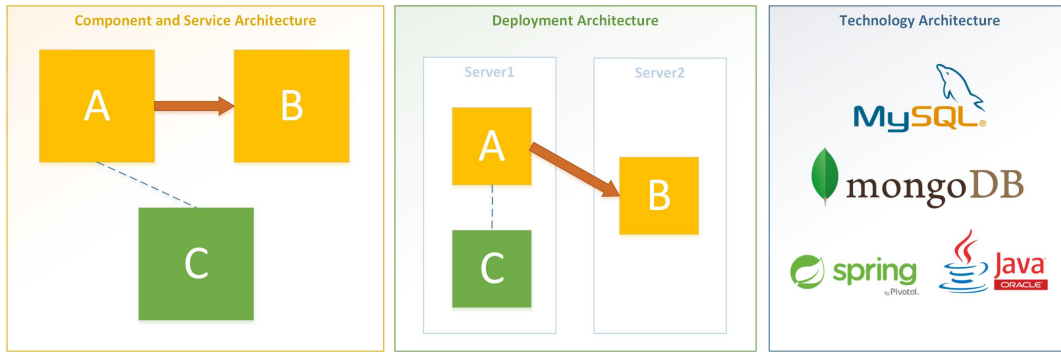 Component and Service Architecture
A
B
C
Deployment Architecture
Server1
Server2
A
B
C
Technology Architecture
MySQL®
mongoDB
spring
by Pivotal.
Java
ORACLE